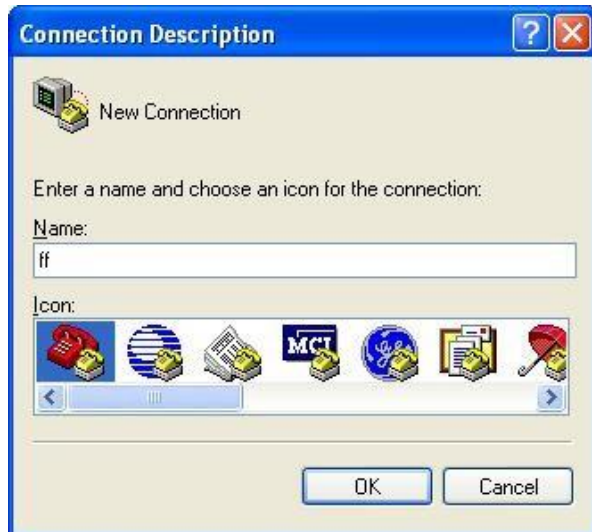 Connection Description
New Connection
Enter a name and choose an icon for the connection:
Name:
ff
Icon:
MCI
OK Cancel